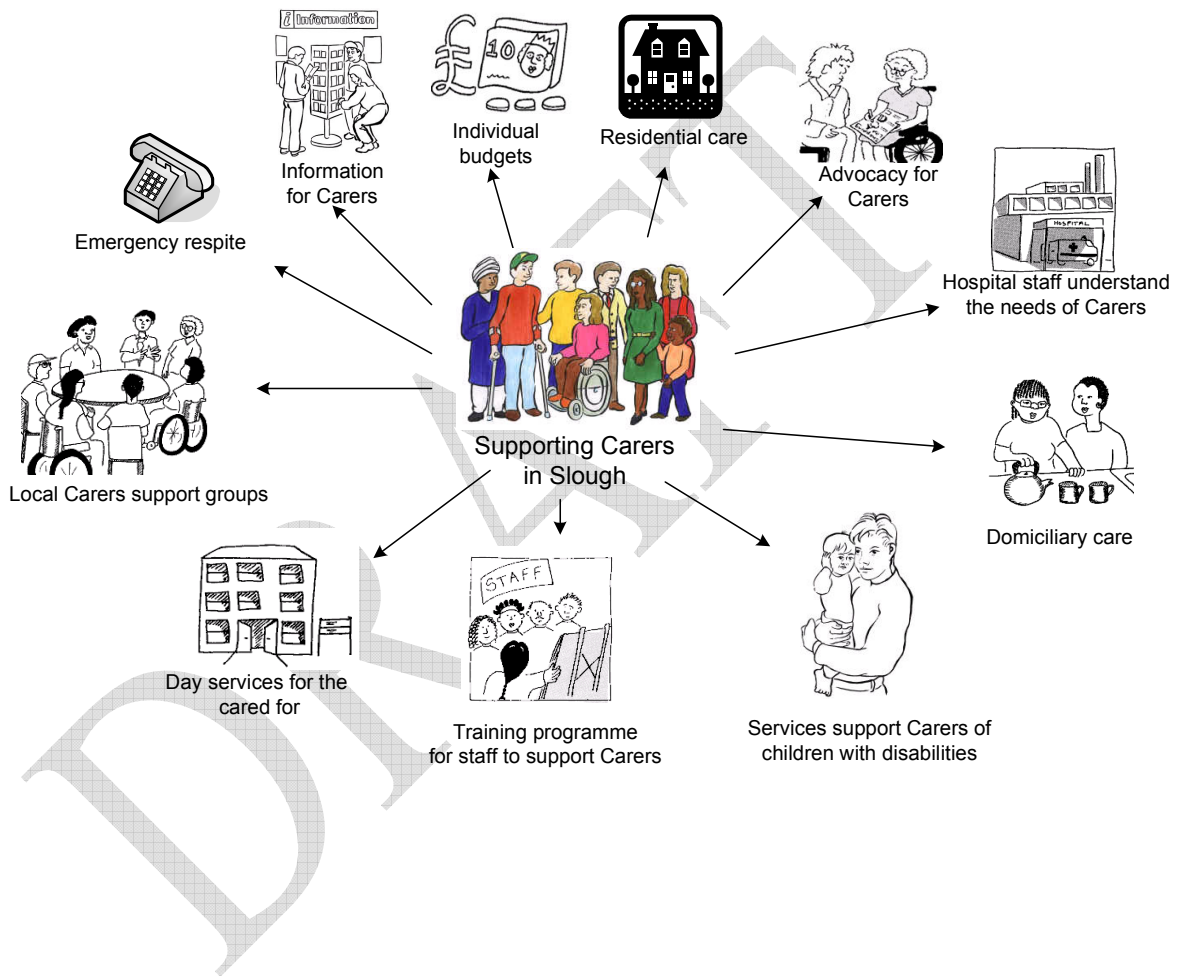 i Information
10
Information
for Carers
Individual
budgets
Residential care
Advocacy for
Carers
Emergency respite
HOSPITAL
Hospital staff understand
the needs of Carers
Local Carers support groups
Supporting Carers
in Slough
Domiciliary care
Day services for the
cared for
STAFF
Training programme
for staff to support Carers
Services support Carers of
children with disabilities
DRAFT